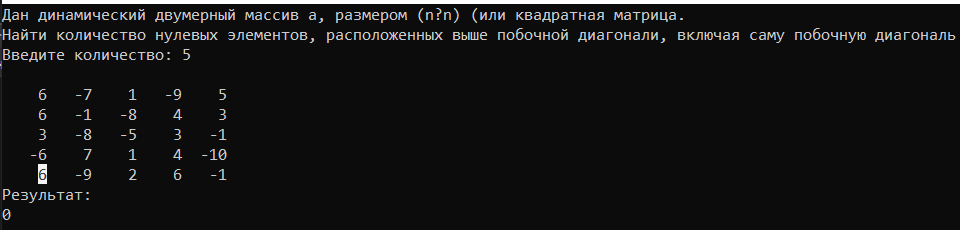 Дан динамический двумерный массив а, размером (n?n) (или квадратная матрица.
Найти количество нулевых элементов, расположенных выше побочной диагонали, включая саму побочную диагональ
Введите количество: 5
6 -7 1 -9 5
6 -1 -8 4 3
3 -8 -5 3 -1
-6 7 1 4 -10
6 -9 2 6 -1
Результат:
0